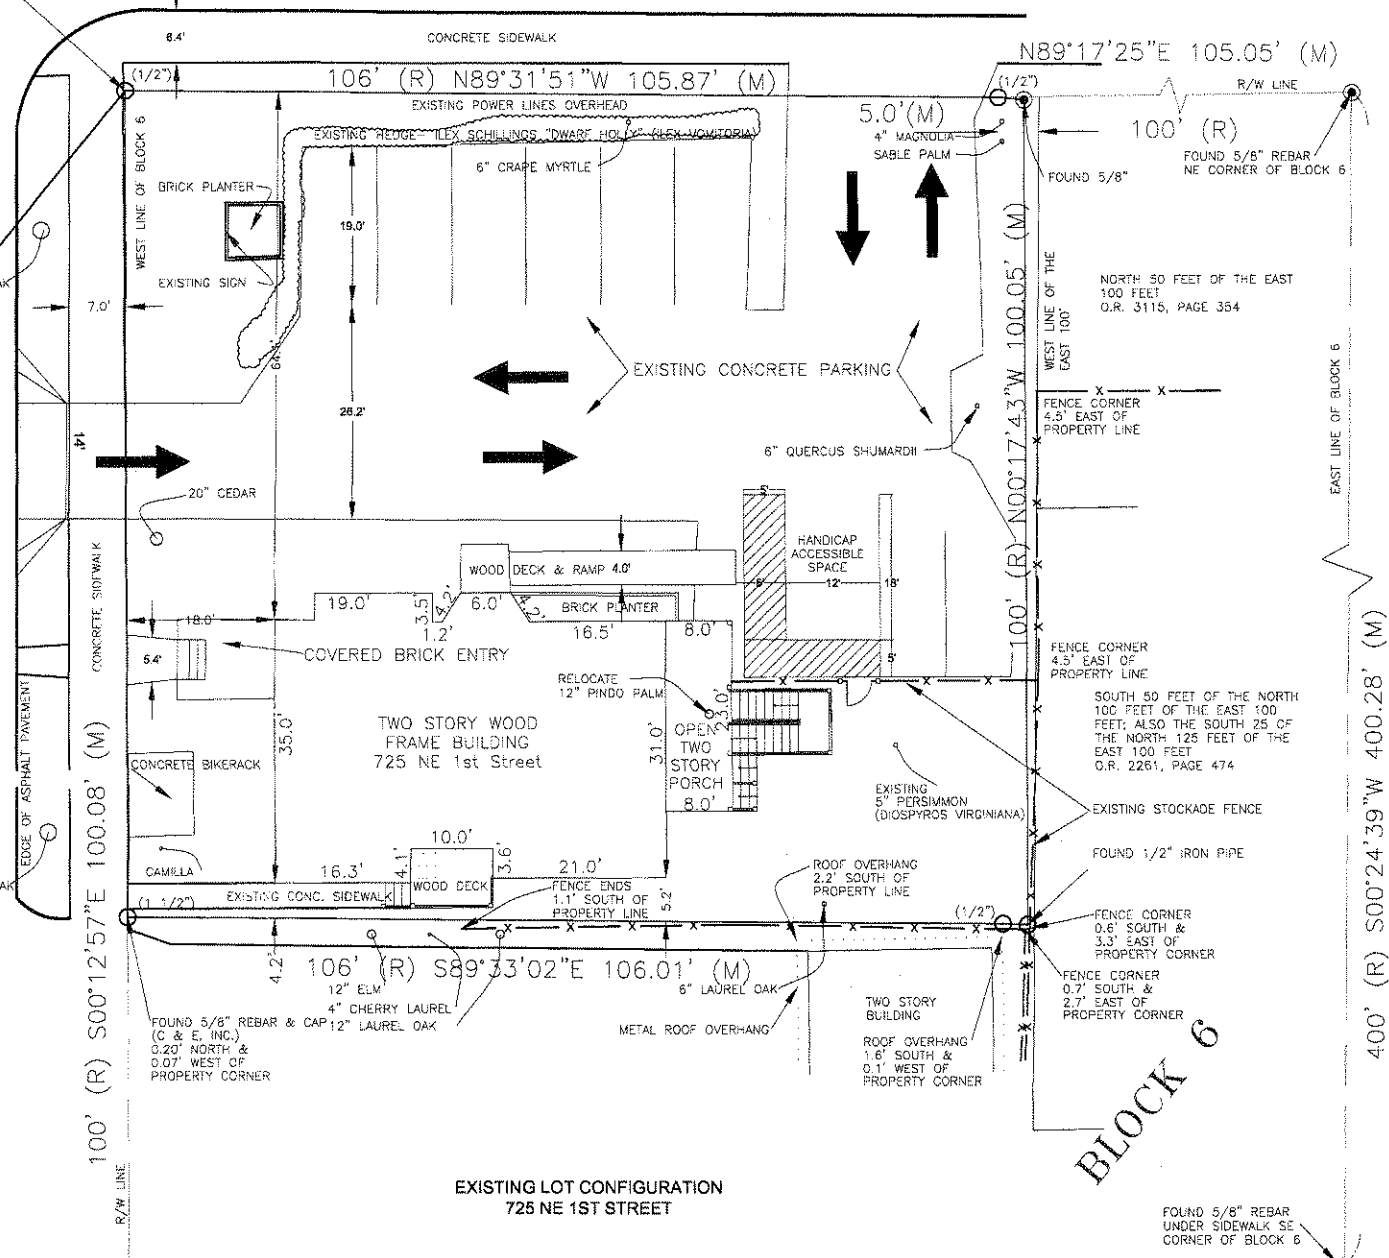 6.4'
CONCRETE SIDEWALK
N89°17'25"E 105.05' (M)
(1/2")
106' (R) N89°31'51"W 105.87' (M)
(1/2")
R/W LINE
EXISTING POWER LINES OVERHEAD
5.0'(M)
EXISTING HEDGE- ILEX SCHILLINGS "DWARF HOLLY" (ILEX VOMITORIA)
4" MAGNOLIA
100' (R)
SABLE PALM
6" CRAPE MYRTLE
FOUND 5/8" REBAR
NE CORNER OF BLOCK 6
FOUND 5/8"
WEST LINE OF BLOCK 6
BRICK PLANTER
19.0'
EXISTING SIGN
7.0'
64.1'
NORTH 50 FEET OF THE EAST
100 FEET
O.R. 3115, PAGE 354
WEST LINE OF THE
EAST 100'
100' (R) N00°17'43"W 100.05' (M)
EXISTING CONCRETE PARKING
EAST LINE OF BLOCK 6
26.2'
FENCE CORNER
4.5' EAST OF
PROPERTY LINE
14'
6" QUERCUS SHUMARDII
20" CEDAR
5'
HANDICAP
ACCESSIBLE
SPACE
CONCRETE SIDEWALK
WOOD DECK & RAMP 4.0'
5'
12'
18'
19.0'
3.5'
4.2'
6.0'
4.2'
BRICK PLANTER
18.0'
1.2'
16.5'
8.0'
5.4'
COVERED BRICK ENTRY
5'
FENCE CORNER
4.5' EAST OF
PROPERTY LINE
RELOCATE
12" PINDO PALM
23.0'
SOUTH 50 FEET OF THE NORTH
100 FEET OF THE EAST 100
FEET; ALSO THE SOUTH 25 OF
THE NORTH 125 FEET OF THE
EAST 100 FEET
O.R. 2261, PAGE 474
TWO STORY WOOD
FRAME BUILDING
725 NE 1st Street
35.0'
31.0'
OPEN
TWO
STORY
PORCH
8.0'
CONCRETE BIKERACK
EDGE OF ASPHALT PAVEMENT
EXISTING
5" PERSIMMON
(DIOSPYROS VIRGINIANA)
EXISTING STOCKADE FENCE
10.0'
4.1'
3.6'
FOUND 1/2" IRON PIPE
CAMILLA
16.3'
WOOD DECK
21.0'
ROOF OVERHANG
2.2' SOUTH OF
PROPERTY LINE
EXISTING CONC. SIDEWALK
FENCE ENDS
1.1' SOUTH OF
PROPERTY LINE
5.2'
(1 1/2")
(1/2")
FENCE CORNER
0.6' SOUTH &
3.3' EAST OF
PROPERTY CORNER
4.2'
106' (R) S89°33'02"E 106.01' (M)
12" ELM
4" CHERRY LAUREL
12" LAUREL OAK
6" LAUREL OAK
TWO STORY
BUILDING
FENCE CORNER
0.7' SOUTH &
2.7' EAST OF
PROPERTY CORNER
METAL ROOF OVERHANG
FOUND 5/8" REBAR & CAP
(C & E, INC.)
0.20' NORTH &
0.07' WEST OF
PROPERTY CORNER
ROOF OVERHANG
1.6' SOUTH &
0.1' WEST OF
PROPERTY CORNER
100' (R) S00°12'57"E 100.08' (M)
400' (R) S00°24'39"W 400.28' (M)
BLOCK 6
R/W LINE
EXISTING LOT CONFIGURATION
725 NE 1ST STREET
FOUND 5/8" REBAR
UNDER SIDEWALK SE
CORNER OF BLOCK 6